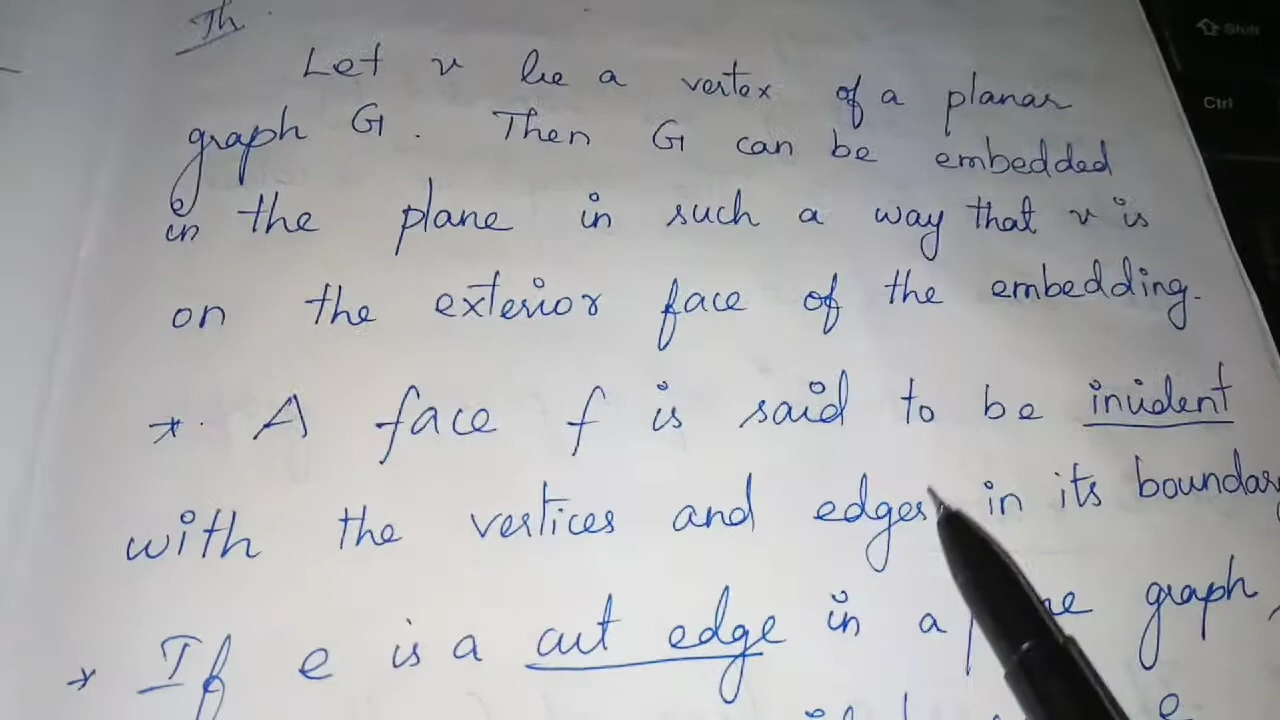 Th
Let v be a vertex of a planar
graph G. Then G can be embedded
in the plane in such a way that v is
on the exterior face of the embedding.
* A face f is said to be incident
with the vertices and edges in its boundary
* If e is a cut edge in a graph,
Shift
Ctrl